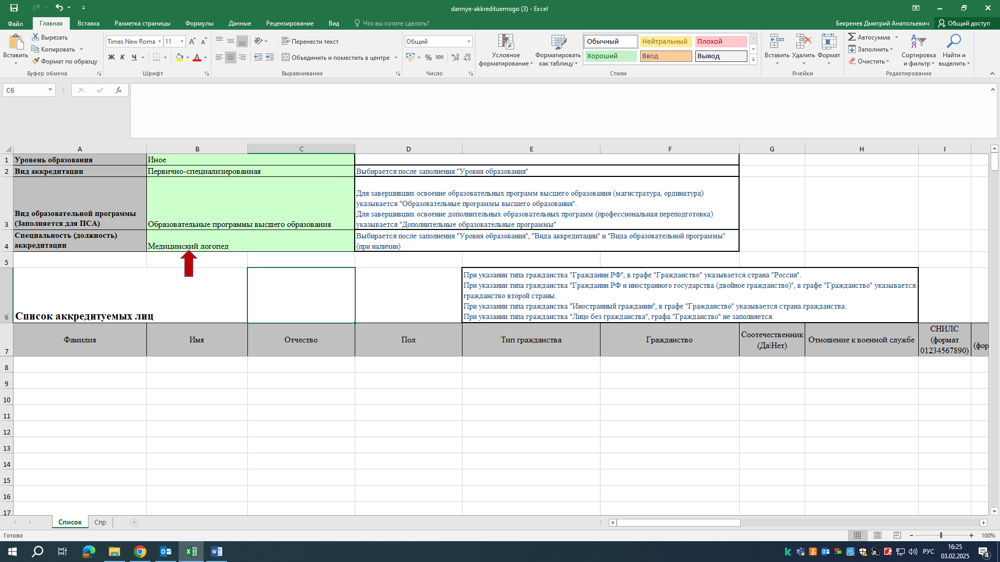 dannye-akkredituemogo (3) - Excel
Файл Главная Вставка Разметка страницы Формулы Данные Рецензирование Вид Что вы хотите сделать? Бекренев Дмитрий Анатольевич Общий доступ
Вставить
Вырезать
Копировать
Формат по образцу
Буфер обмена
Times New Roma 11
Ж К Ч
Шрифт
Перенести текст
Объединить и поместить в центре
Выравнивание
Общий
% 000
Число
Условное форматирование
Форматировать как таблицу
Обычный Нейтральный Плохой
Хороший Ввод Вывод
Стили
Вставить Удалить Формат
Ячейки
Автосумма
Заполнить
Очистить
Сортировка и фильтр
Найти и выделить
Редактирование
C6
fx
A B C D E F G H I
1 Уровень образования Иное
2 Вид аккредитации Первично-специализированная Выбирается после заполнения "Уровня образования"
3 Вид образовательной программы (Заполняется для ПСА) Образовательные программы высшего образования
Для завершивших освоение образовательных программ высшего образования (магистратура, ординатура)
указывается "Образовательные программы высшего образования".
Для завершивших освоение дополнительных образовательных программ (профессиональная переподготовка)
указывается "Дополнительные образовательные программы"
4 Специальность (должность) аккредитации Медицинский логопед
Выбирается после заполнения "Уровня образования", "Вида аккредитации" и "Вида образовательной программы"
(при наличии)
5
6 Список аккредитуемых лиц
При указании типа гражданства "Гражданин РФ", в графе "Гражданство" указывается страна "Россия".
При указании типа гражданства "Гражданин РФ и иностранного государства (двойное гражданство)", в графе "Гражданство" указывается
гражданство второй страны.
При указании типа гражданства "Иностранный гражданин", в графе "Гражданство" указывается страна гражданства.
При указании типа гражданства "Лицо без гражданства", графа "Гражданство" не заполняется.
7 Фамилия Имя Отчество Пол Тип гражданства Гражданство Соотечественник (Да\Нет) Отношение к военной службе СНИЛС (формат 01234567890) (фор
8
9
10
11
12
13
14
15
16
17
Список Спр
Готово
100%
РУС
16:25
03.02.2025
4